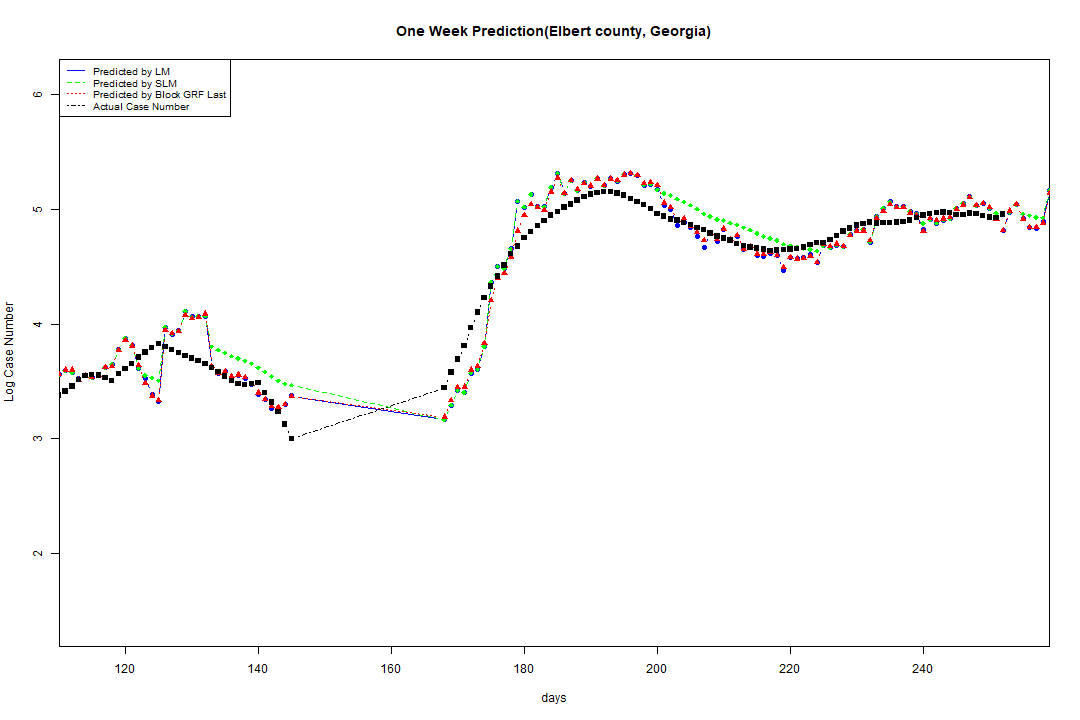 One Week Prediction(Elbert county, Georgia)
Predicted by LM
Predicted by SLM
Predicted by Block GRF Last
Actual Case Number
Log Case Number
6
5
4
3
2
120 140 160 180 200 220 240
days